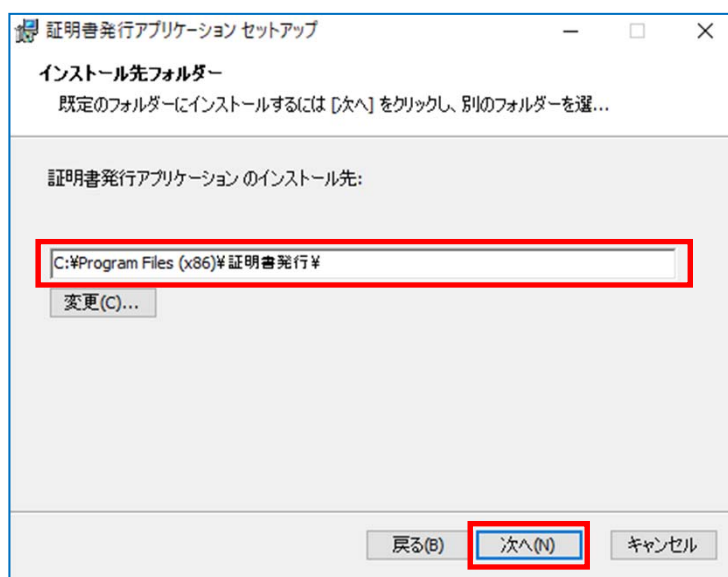 証明書発行アプリケーション セットアップ
インストール先フォルダー
既定のフォルダーにインストールするには [次へ] をクリックし、別のフォルダーを選...
証明書発行アプリケーション のインストール先:
C:¥Program Files (x86)¥証明書発行¥
変更(C)...
戻る(B) 次へ(N) キャンセル